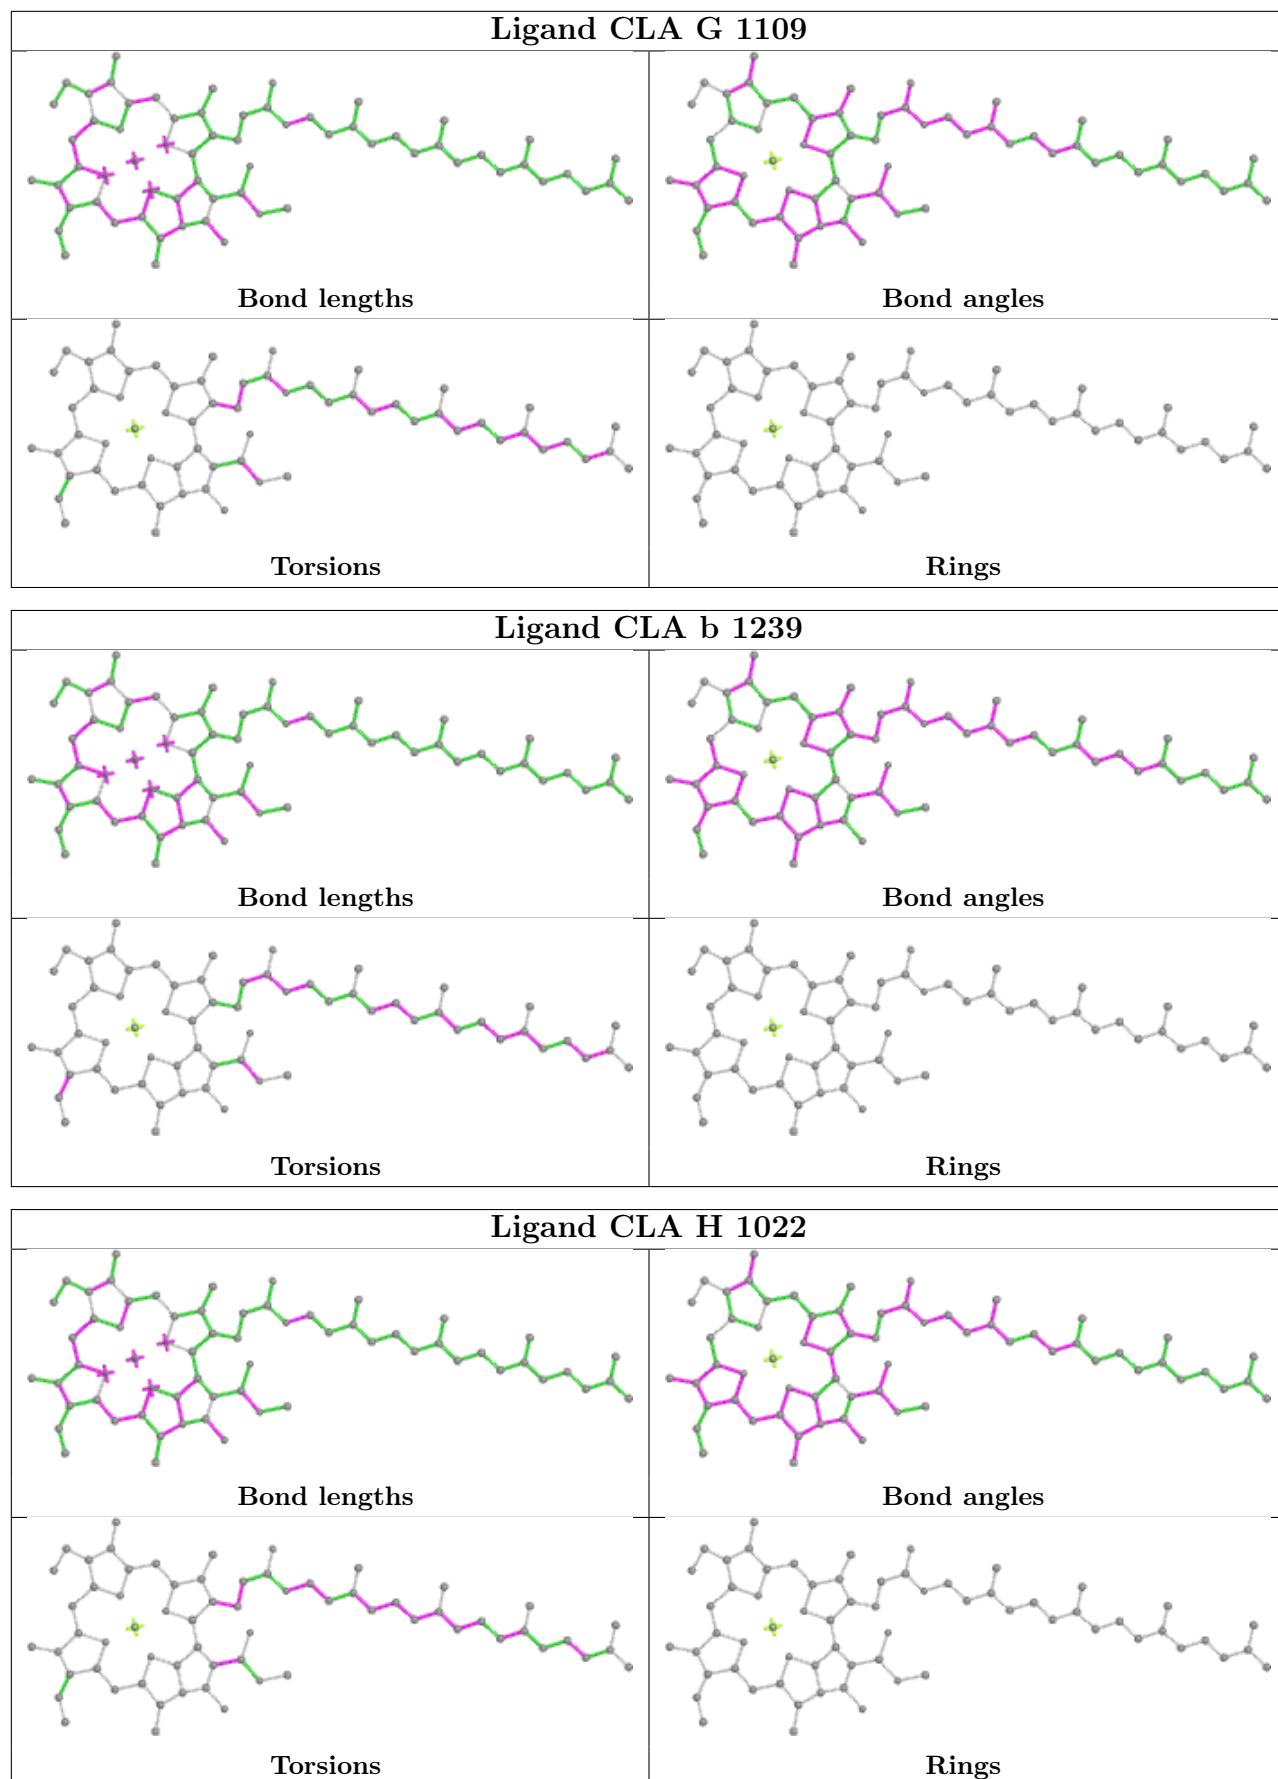 Ligand CLA G 1109
Bond lengths
Bond angles
Torsions
Rings
Ligand CLA b 1239
Bond lengths
Bond angles
Torsions
Rings
Ligand CLA H 1022
Bond lengths
Bond angles
Torsions
Rings